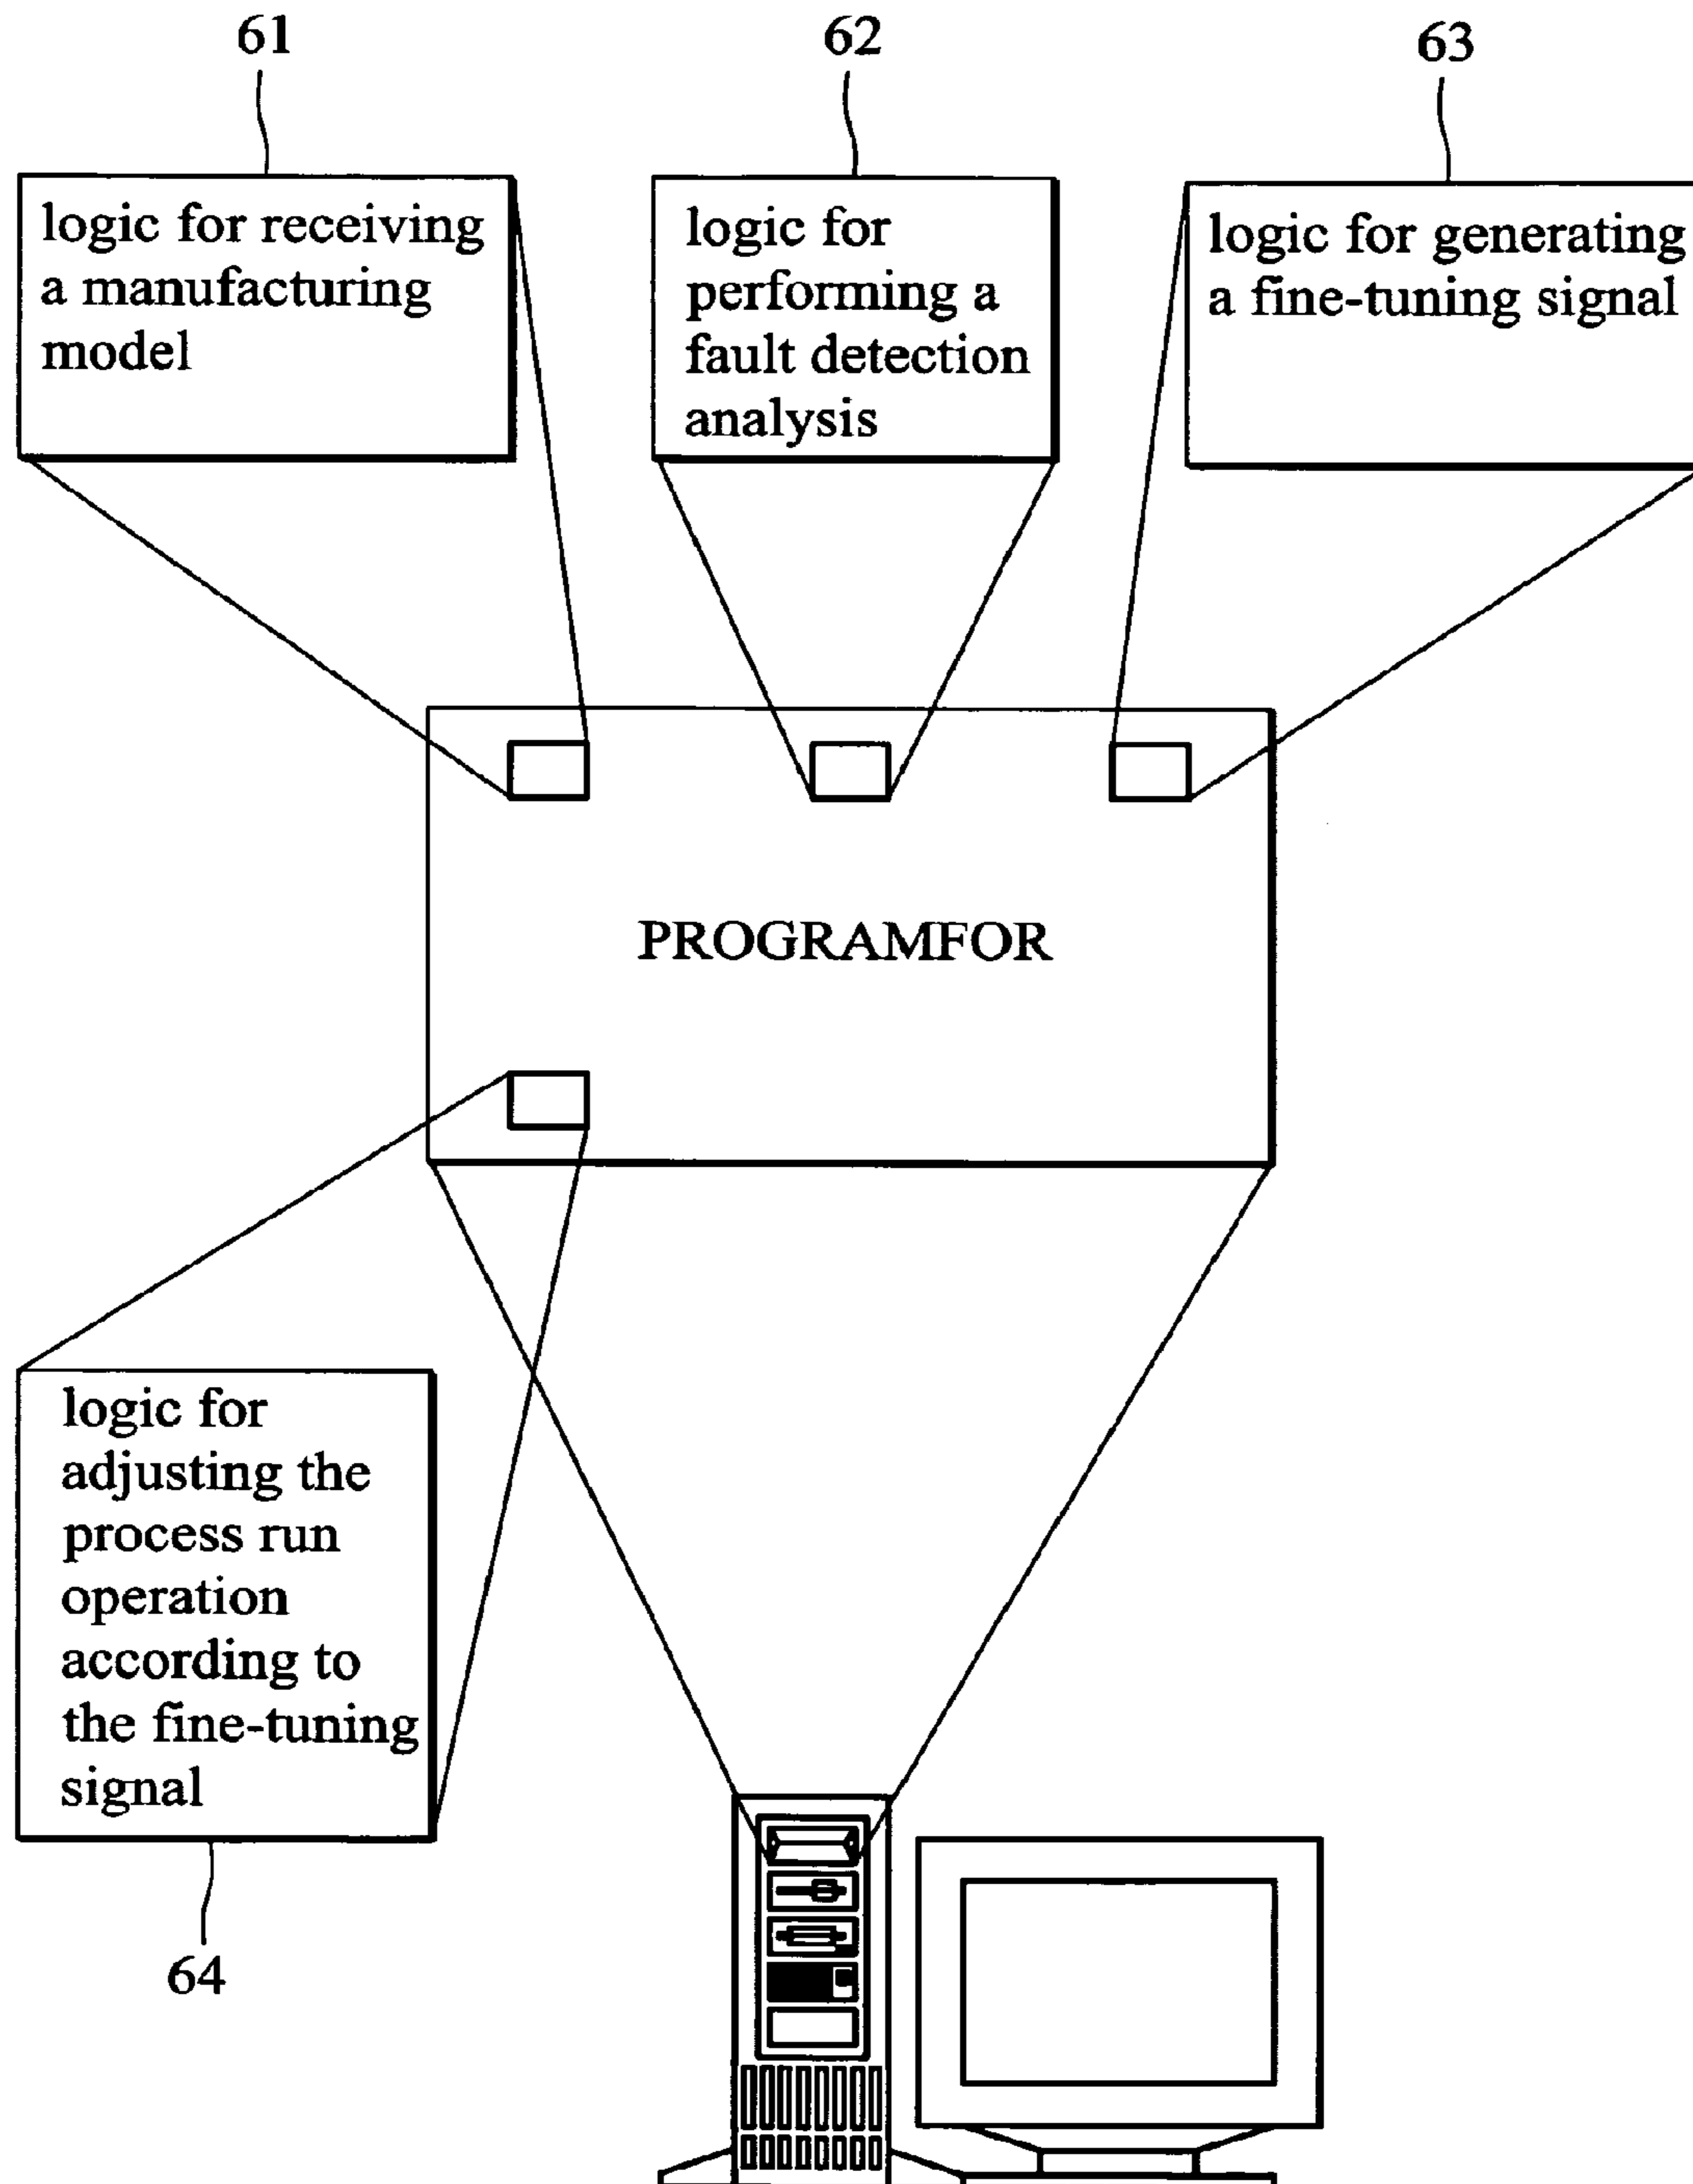 61
62
63
logic for receiving
a manufacturing
model
logic for
performing a
fault detection
analysis
logic for generating
a fine-tuning signal
PROGRAMFOR
logic for
adjusting the
process run
operation
according to
the fine-tuning
signal
64